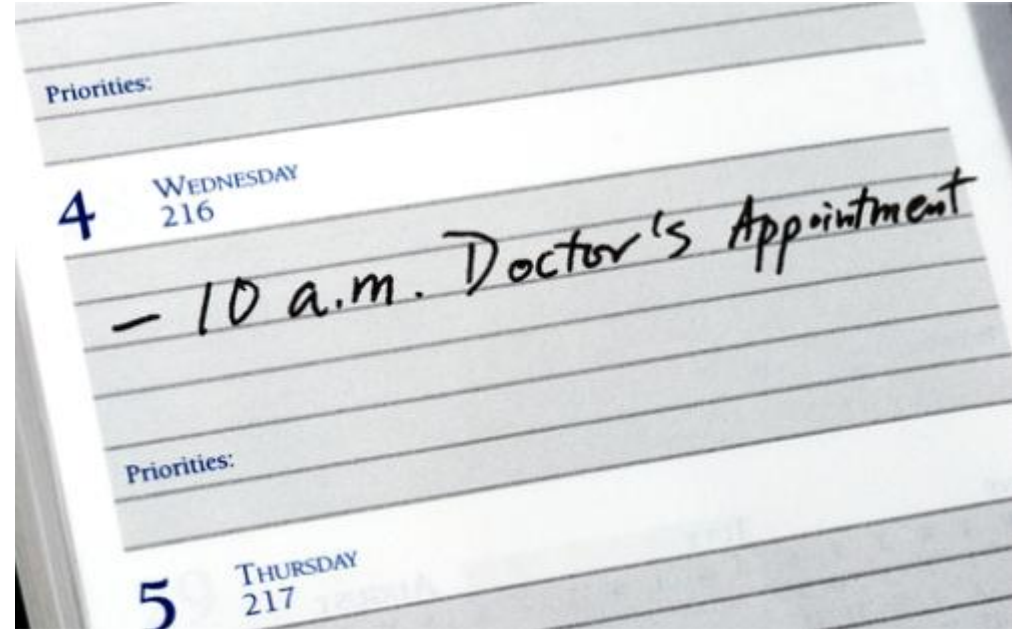 Priorities:
4 WEDNESDAY
216
- 10 a.m. Doctor's Appointment
Priorities:
5 THURSDAY
217